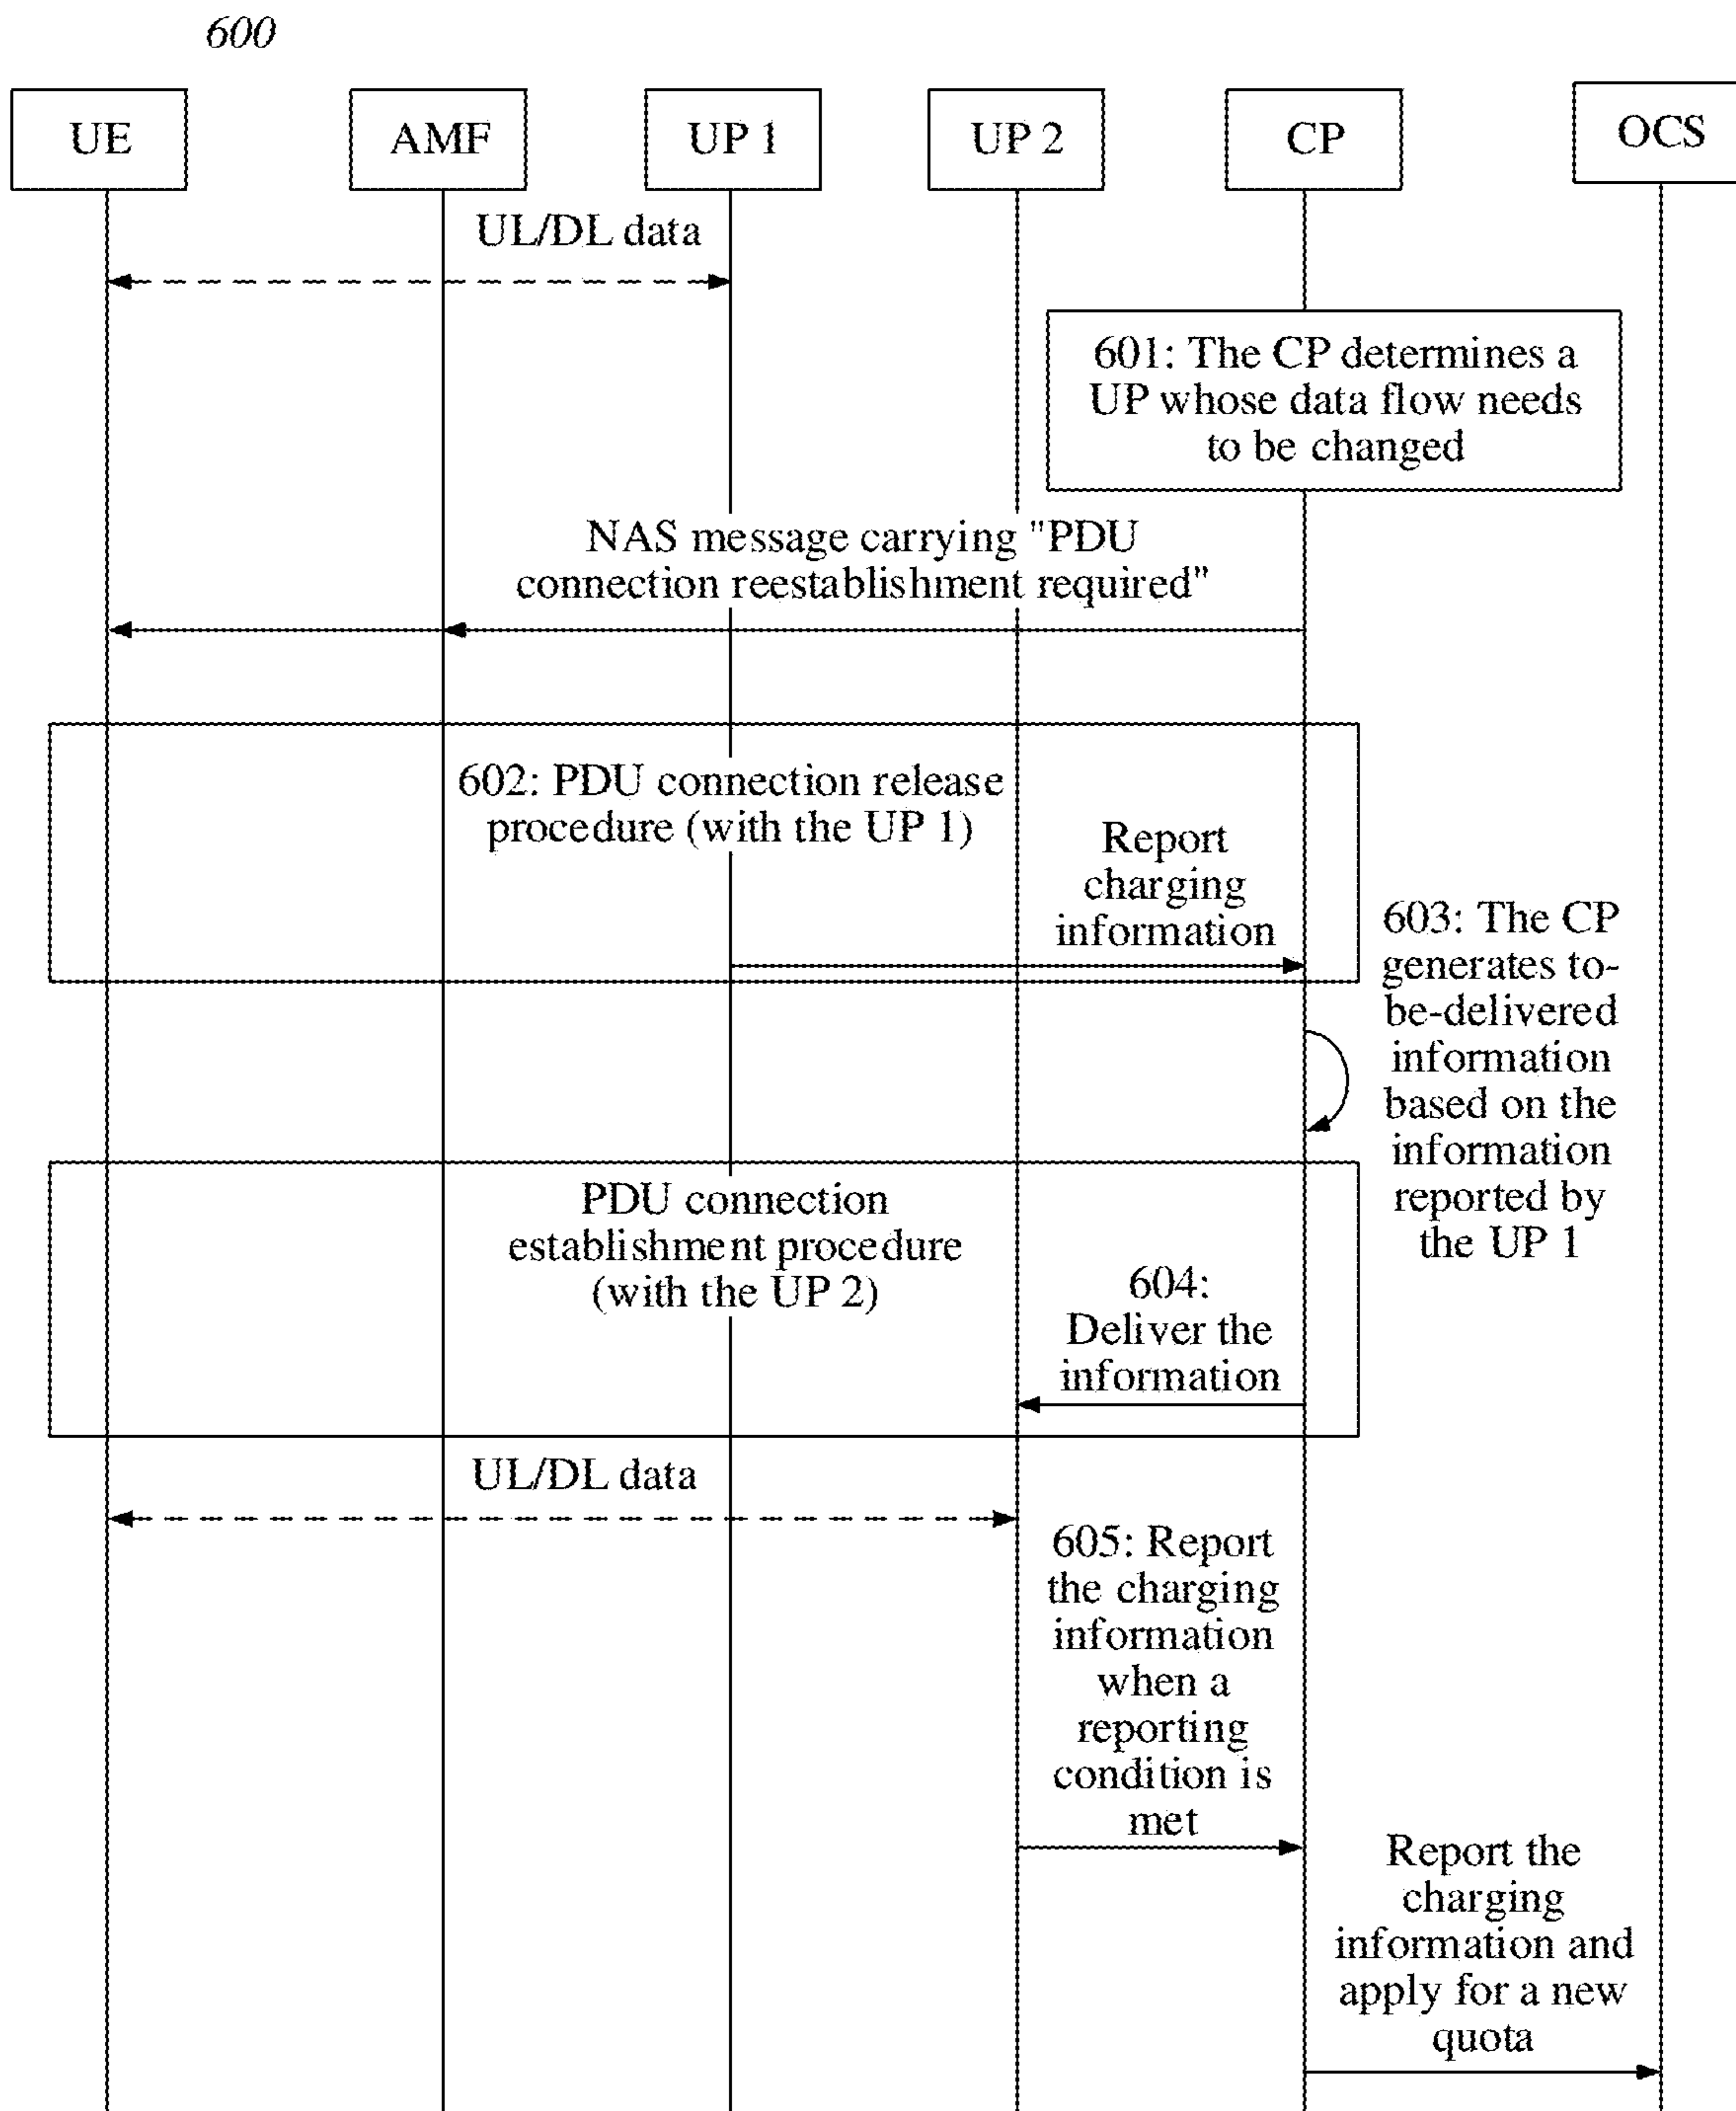 600
UE
AMF
UP 1
UP 2
CP
OCS
UL/DL data
601: The CP determines a
UP whose data flow needs
to be changed
NAS message carrying "PDU
connection reestablishment required"
602: PDU connection release
procedure (with the UP 1)
Report
charging
information
603: The CP
generates to-
be-delivered
information
based on the
information
reported by
the UP 1
PDU connection
establishment procedure
(with the UP 2)
604:
Deliver the
information
UL/DL data
605: Report
the charging
information
when a
reporting
condition is
met
Report the
charging
information and
apply for a new
quota